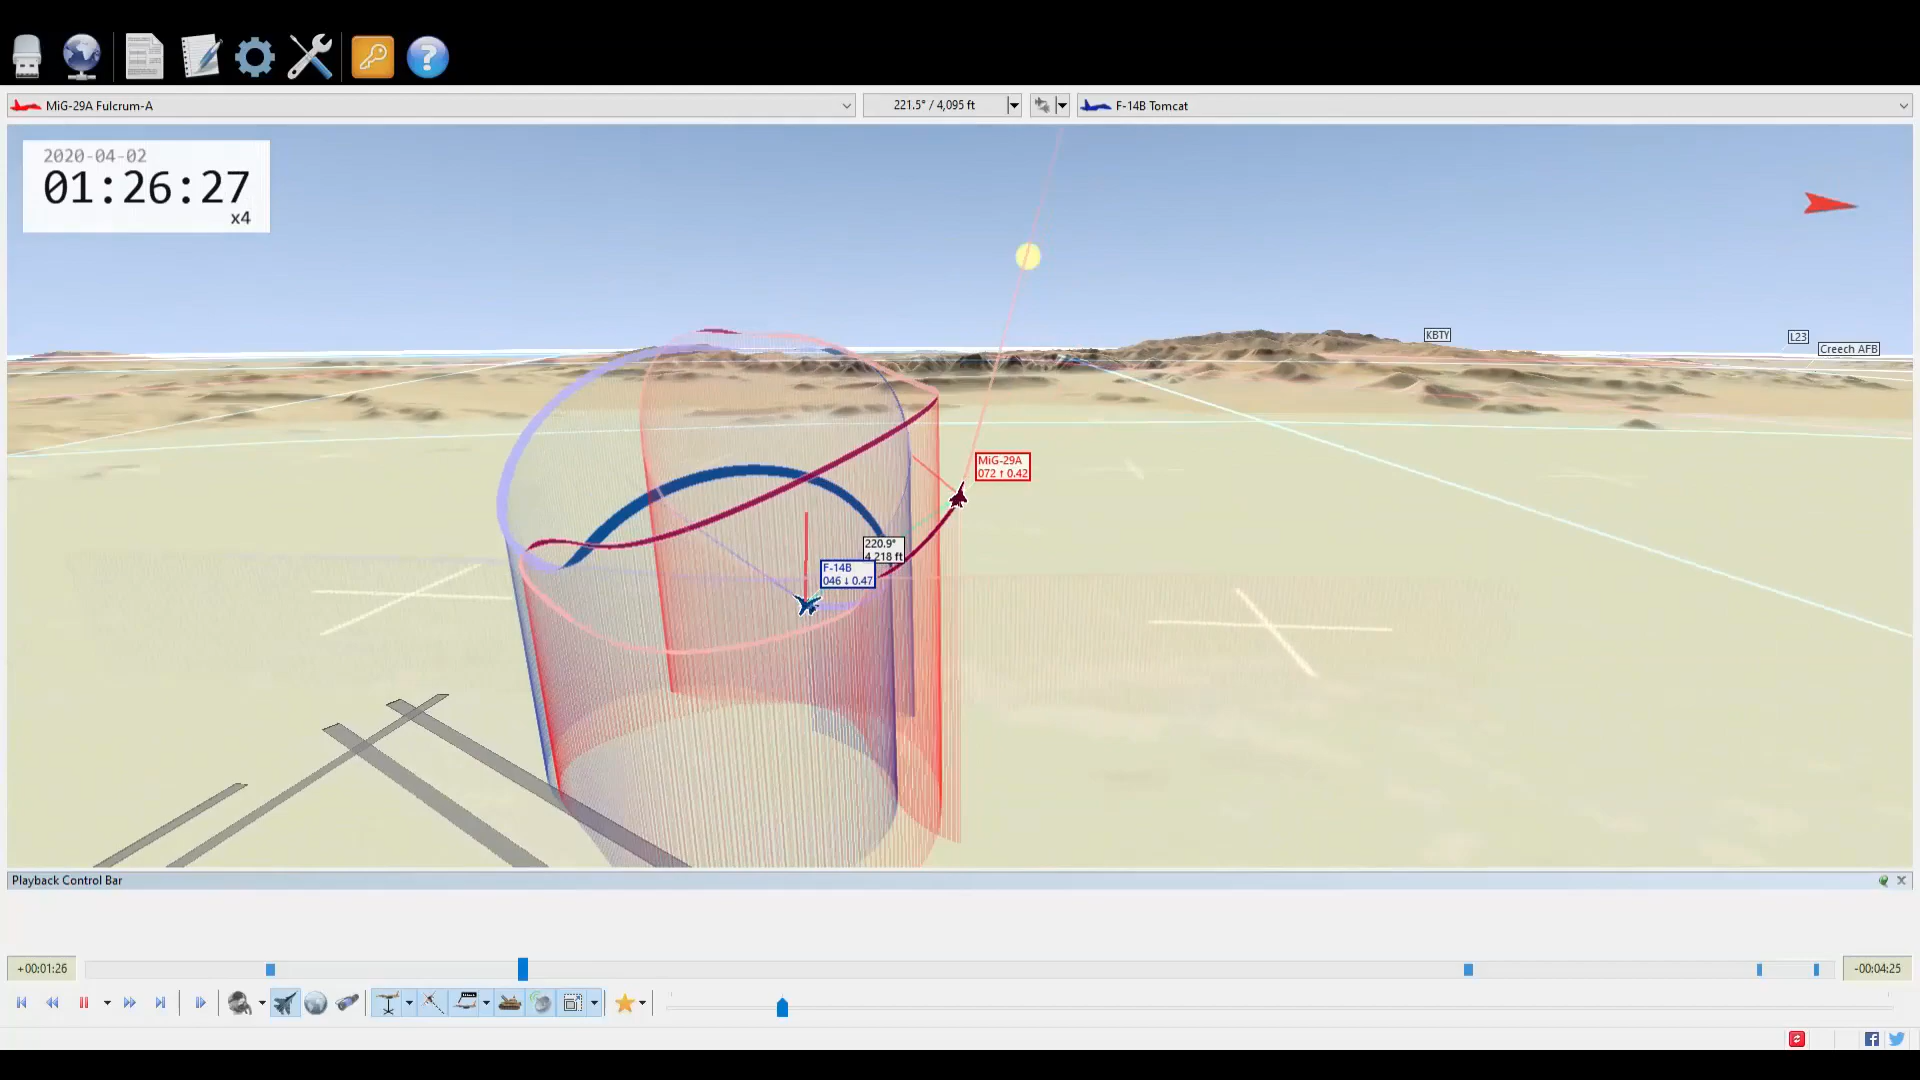 MiG-29A Fulcrum-A
221.5° / 4,095 ft
F-14B Tomcat
2020-04-02
01:26:27
x4
KBTY
L23
Creech AFB
MiG-29A
072 ↑ 0.42
220.9°
4,218 ft
F-14B
046 ↓ 0.47
Playback Control Bar
+00:01:26
-00:04:25